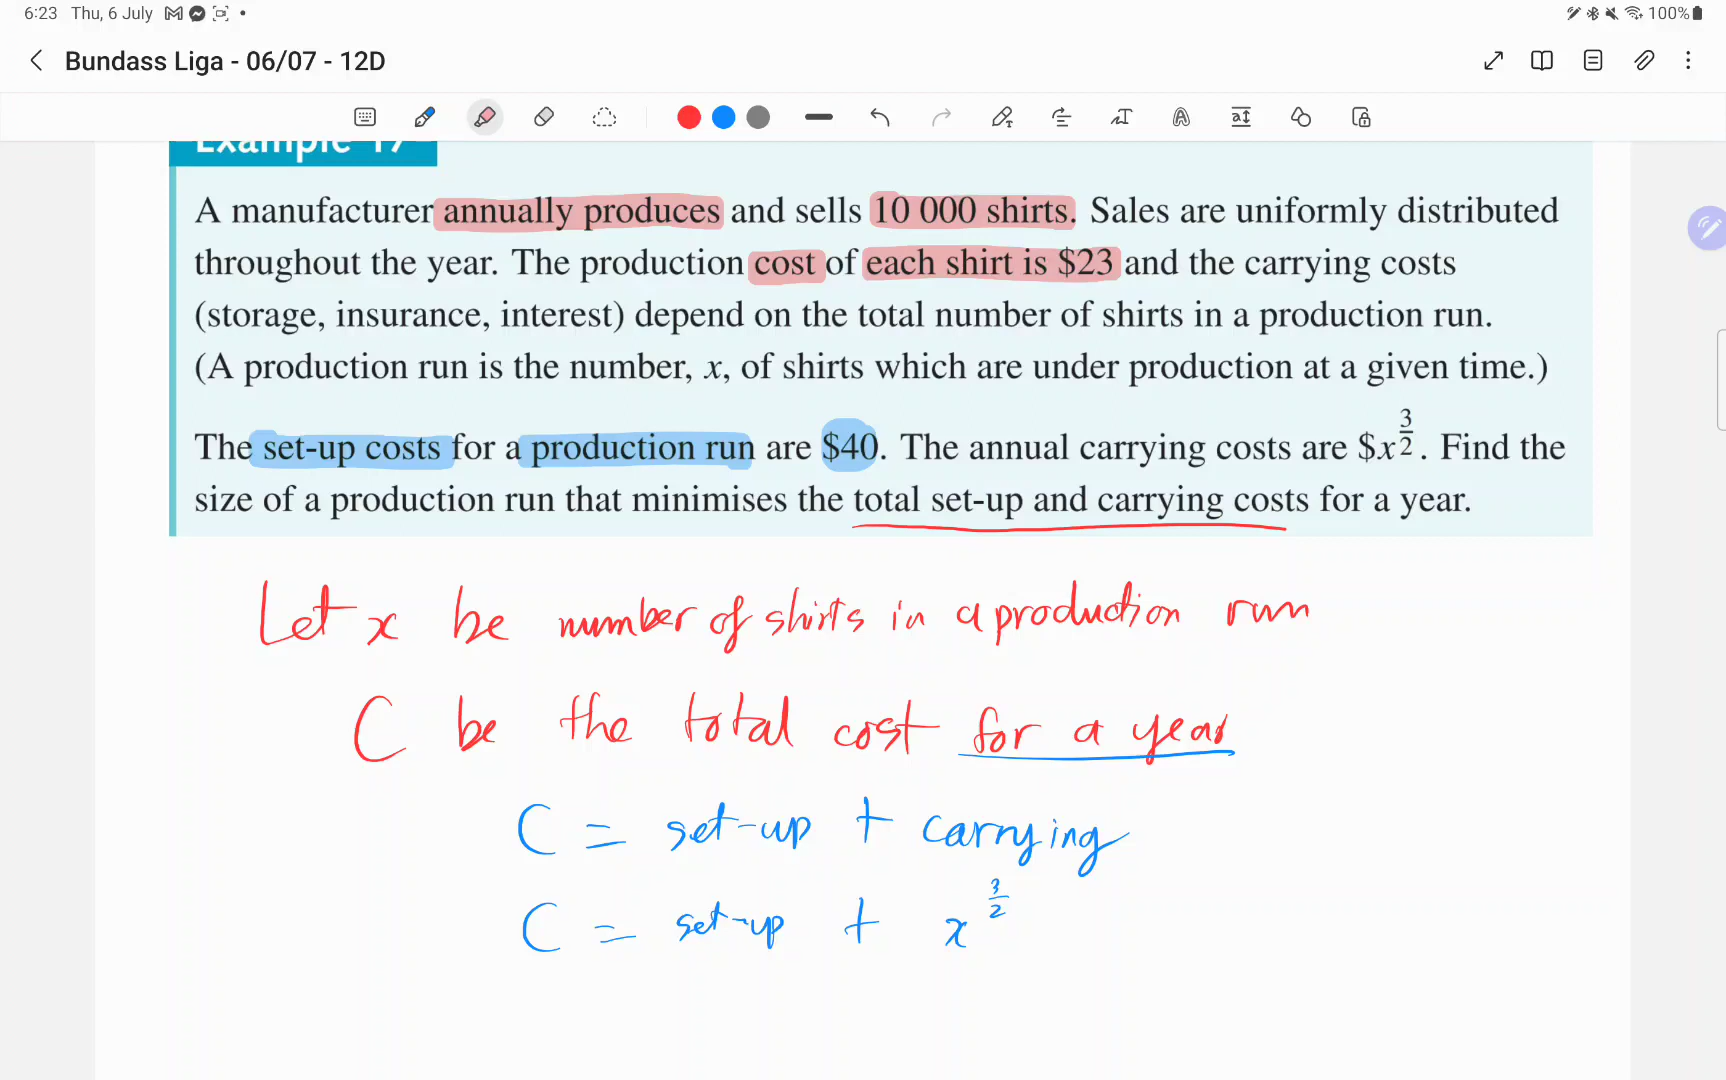 6:23 Thu, 6 July 100%
Bundass Liga - 06/07 - 12D
Example 17
A manufacturer annually produces and sells 10 000 shirts. Sales are uniformly distributed
throughout the year. The production cost of each shirt is $23 and the carrying costs
(storage, insurance, interest) depend on the total number of shirts in a production run.
(A production run is the number, x, of shirts which are under production at a given time.)
The set-up costs for a production run are $40. The annual carrying costs are $x^{3/2}. Find the
size of a production run that minimises the total set-up and carrying costs for a year.
Let x be number of shirts in a production run
C be the total cost for a year
C = set-up + carrying
C = set-up + x^{3/2}